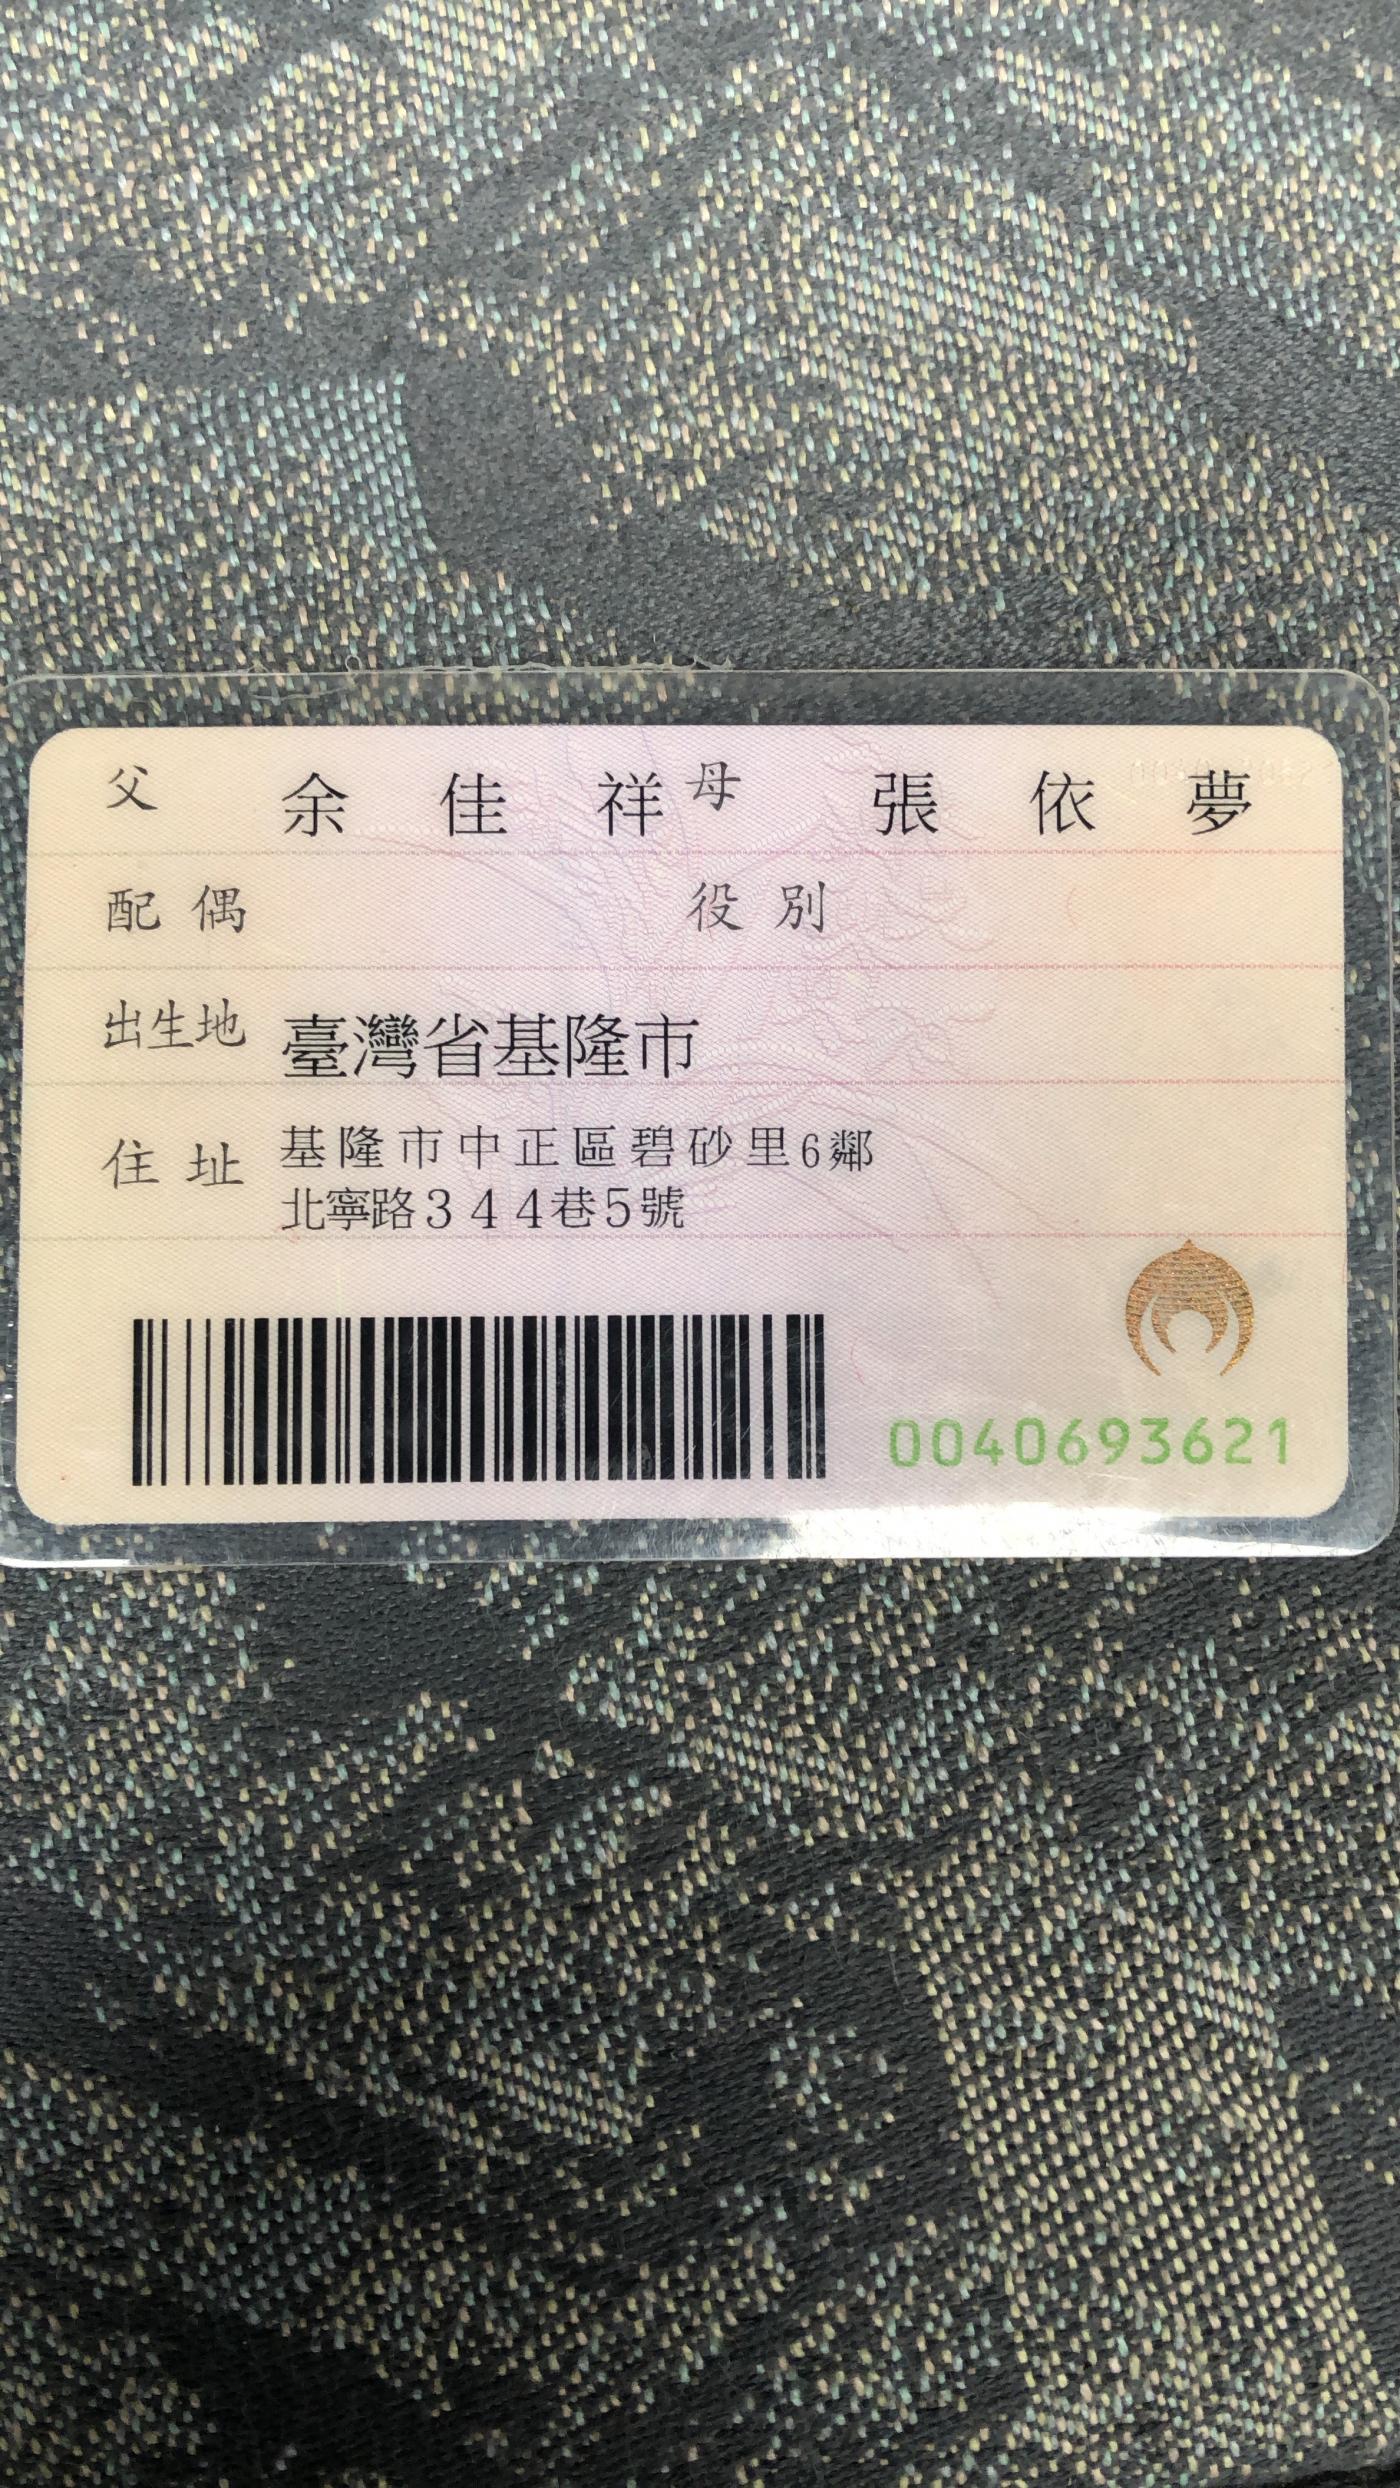 父 余佳祥 母 張依夢
配偶 役別
出生地 臺灣省基隆市
住址 基隆市中正區碧砂里6鄰
北寧路344巷5號
0040693621